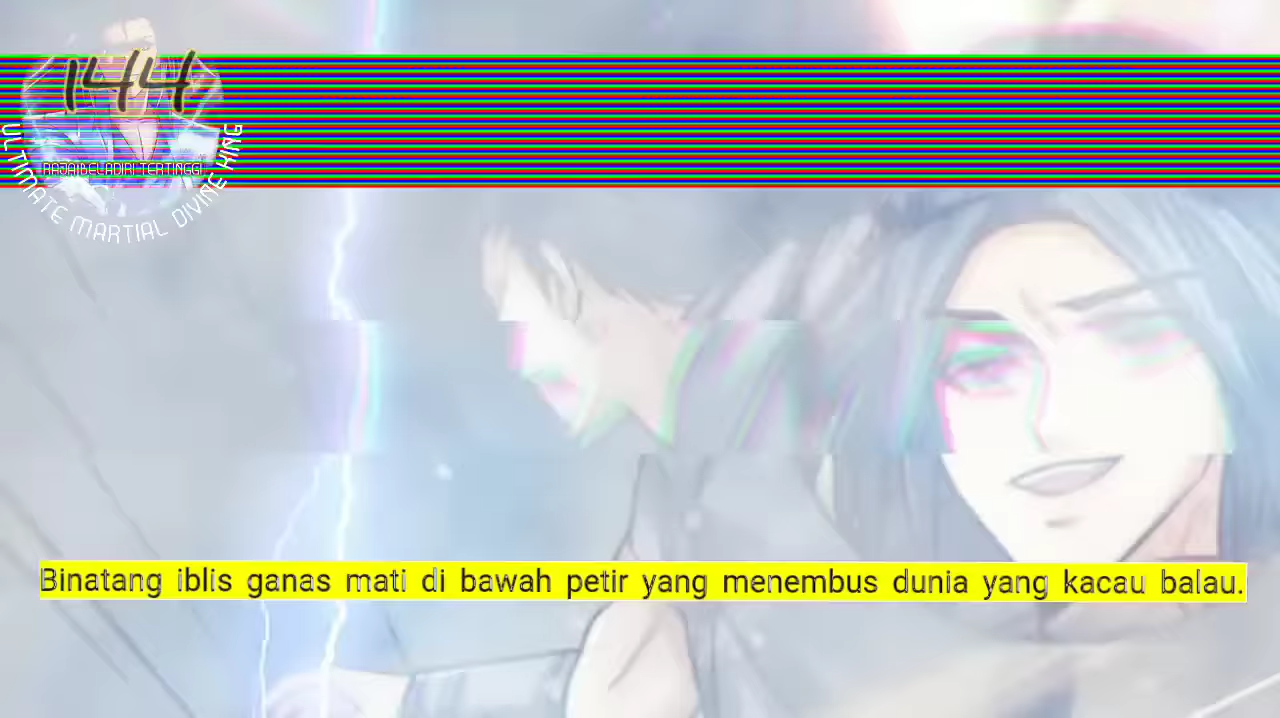 144
RAJA BELADIRI TERTINGGI
ULTIMATE MARTIAL DIVINE KING
Binatang iblis ganas mati di bawah petir yang menembus dunia yang kacau balau.